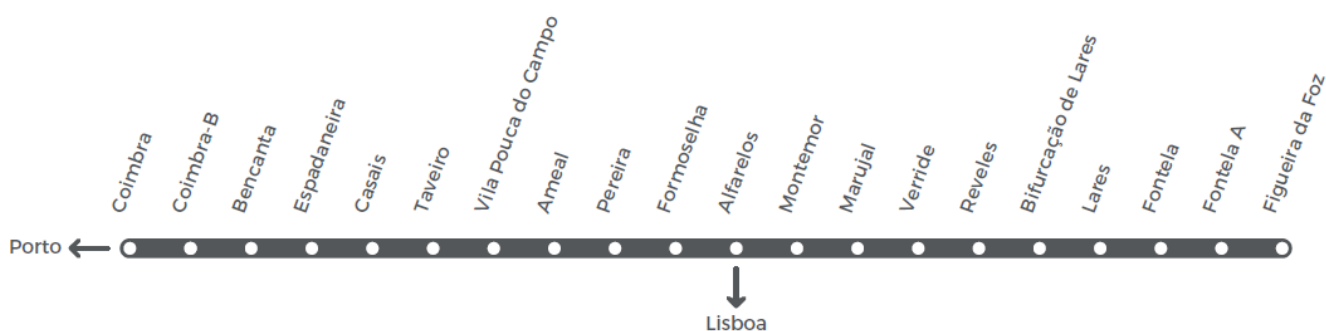 Coimbra
Coimbra-B
Bencanta
Espadaneira
Casais
Taveiro
Vila Pouca do Campo
Ameal
Pereira
Formoselha
Alfarelos
Montemor
Marujal
Verride
Reveles
Bifurcação de Lares
Lares
Fontela
Fontela A
Figueira da Foz
Porto
Lisboa